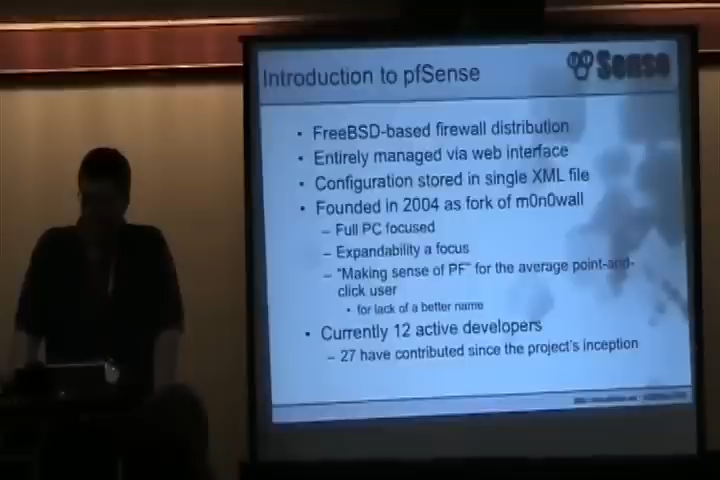 Introduction to pfSense
Sense
• FreeBSD-based firewall distribution
• Entirely managed via web interface
• Configuration stored in single XML file
• Founded in 2004 as fork of m0n0wall
– Full PC focused
– Expandability a focus
– "Making sense of PF" for the average point-and-
click user
• for lack of a better name
• Currently 12 active developers
– 27 have contributed since the project's inception